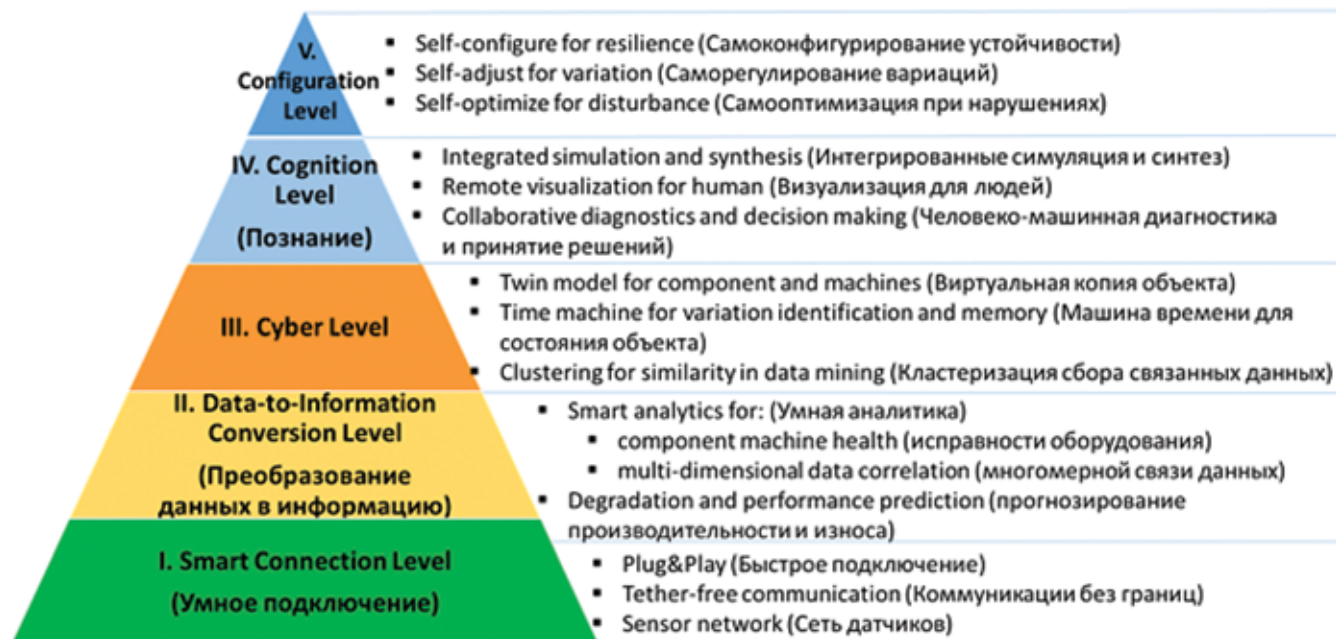 V.
Configuration
Level
▪ Self-configure for resilience (Самоконфигурирование устойчивости)
▪ Self-adjust for variation (Саморегулирование вариаций)
▪ Self-optimize for disturbance (Самооптимизация при нарушениях)
IV. Cognition
Level
(Познание)
▪ Integrated simulation and synthesis (Интегрированные симуляция и синтез)
▪ Remote visualization for human (Визуализация для людей)
▪ Collaborative diagnostics and decision making (Человеко-машинная диагностика
и принятие решений)
III. Cyber Level
▪ Twin model for component and machines (Виртуальная копия объекта)
▪ Time machine for variation identification and memory (Машина времени для
состояния объекта)
▪ Clustering for similarity in data mining (Кластеризация сбора связанных данных)
II. Data-to-Information
Conversion Level
(Преобразование
данных в информацию)
▪ Smart analytics for: (Умная аналитика)
▪ component machine health (исправности оборудования)
▪ multi-dimensional data correlation (многомерной связи данных)
▪ Degradation and performance prediction (прогнозирование
производительности и износа)
I. Smart Connection Level
(Умное подключение)
▪ Plug&Play (Быстрое подключение)
▪ Tether-free communication (Коммуникации без границ)
▪ Sensor network (Сеть датчиков)